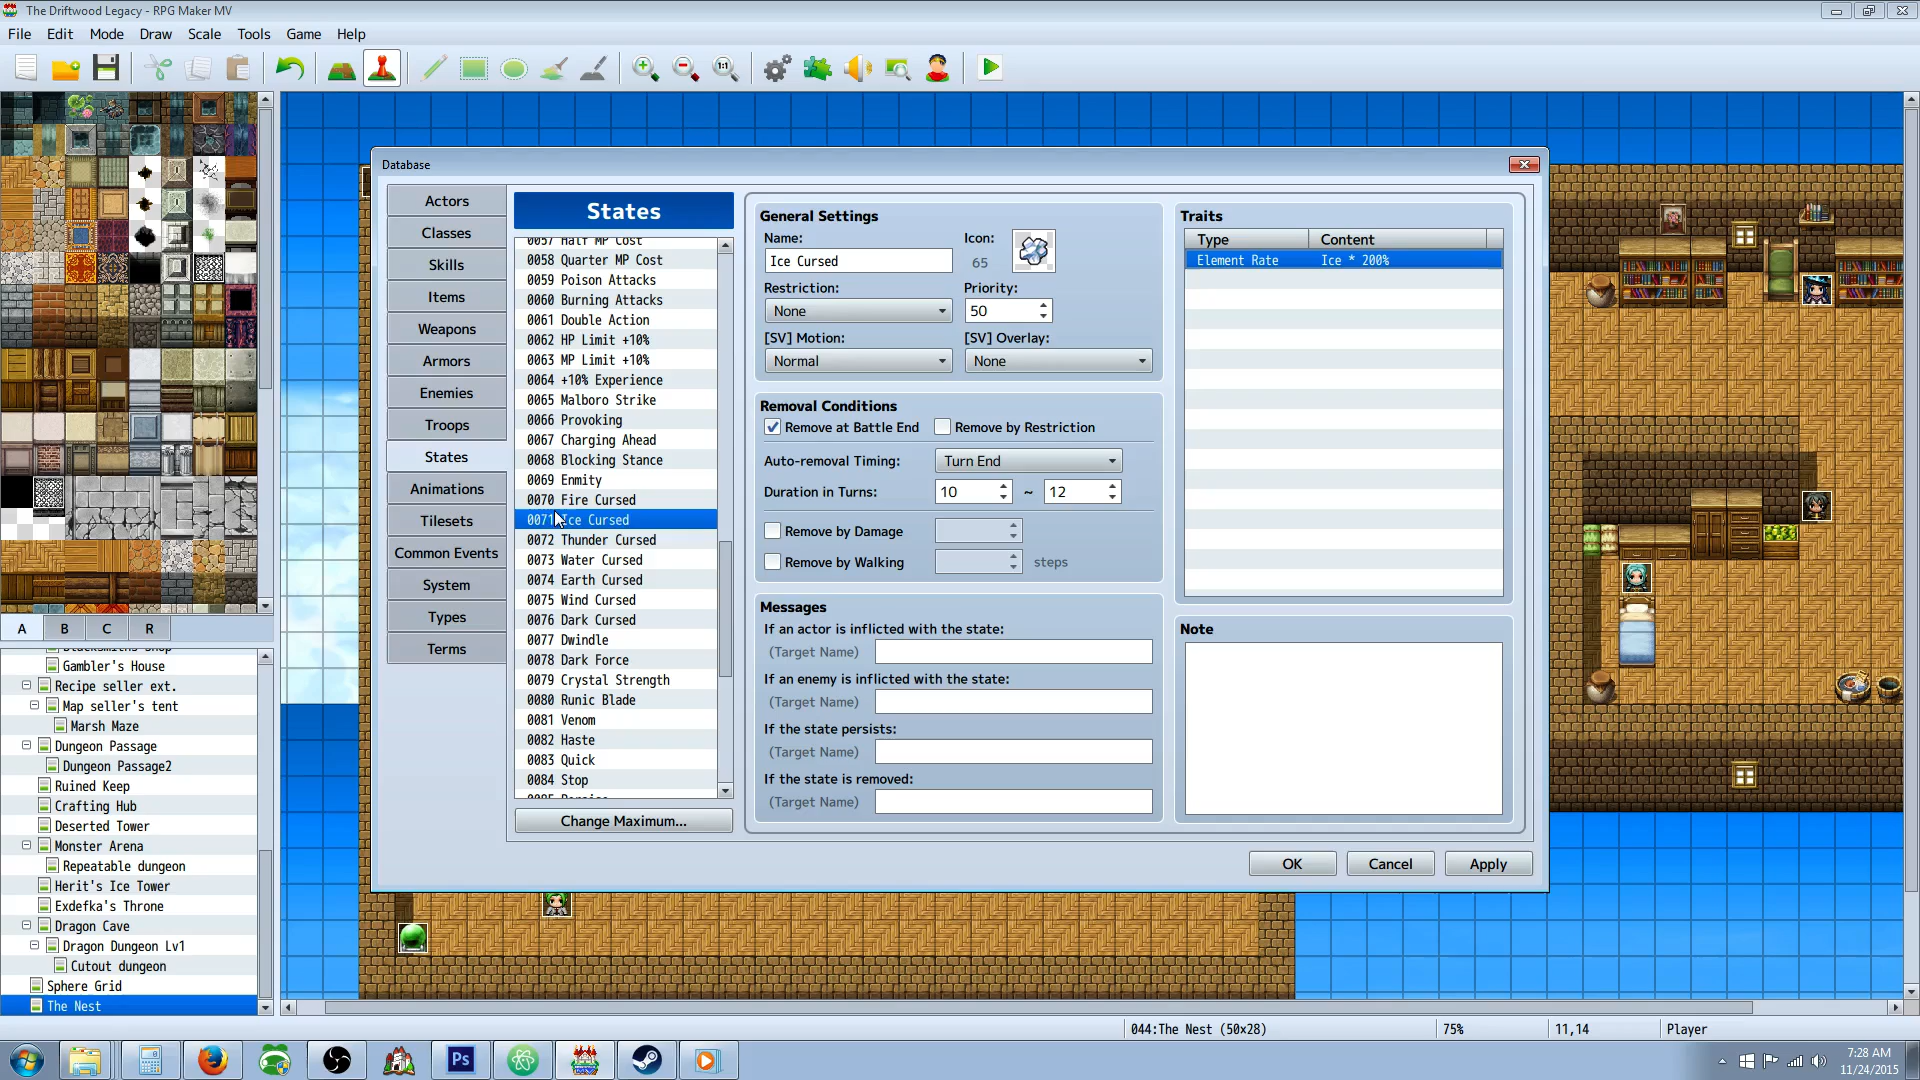 The Driftwood Legacy - RPG Maker MV
File Edit Mode Draw Scale Tools Game Help
1:1
Database
Actors
Classes
Skills
Items
Weapons
Armors
Enemies
Troops
States
Animations
Tilesets
Common Events
System
Types
Terms
States
0057 Half MP Cost
0058 Quarter MP Cost
0059 Poison Attacks
0060 Burning Attacks
0061 Double Action
0062 HP Limit +10%
0063 MP Limit +10%
0064 +10% Experience
0065 Malboro Strike
0066 Provoking
0067 Charging Ahead
0068 Blocking Stance
0069 Enmity
0070 Fire Cursed
0071 Ice Cursed
0072 Thunder Cursed
0073 Water Cursed
0074 Earth Cursed
0075 Wind Cursed
0076 Dark Cursed
0077 Dwindle
0078 Dark Force
0079 Crystal Strength
0080 Runic Blade
0081 Venom
0082 Haste
0083 Quick
0084 Stop
Change Maximum...
General Settings
Name: Icon:
Ice Cursed 65
Restriction: Priority:
None 50
[SV] Motion: [SV] Overlay:
Normal None
Removal Conditions
Remove at Battle End Remove by Restriction
Auto-removal Timing: Turn End
Duration in Turns: 10 ~ 12
Remove by Damage
Remove by Walking steps
Messages
If an actor is inflicted with the state:
(Target Name)
If an enemy is inflicted with the state:
(Target Name)
If the state persists:
(Target Name)
If the state is removed:
(Target Name)
Traits
Type Content
Element Rate Ice * 200%
Note
OK Cancel Apply
A B C R
Gambler's House
Recipe seller ext.
Map seller's tent
Marsh Maze
Dungeon Passage
Dungeon Passage2
Ruined Keep
Crafting Hub
Deserted Tower
Monster Arena
Repeatable dungeon
Herit's Ice Tower
Exdefka's Throne
Dragon Cave
Dragon Dungeon Lv1
Cutout dungeon
Sphere Grid
The Nest
044:The Nest (50x28) 75% 11,14 Player
Ps
7:28 AM
11/24/2015